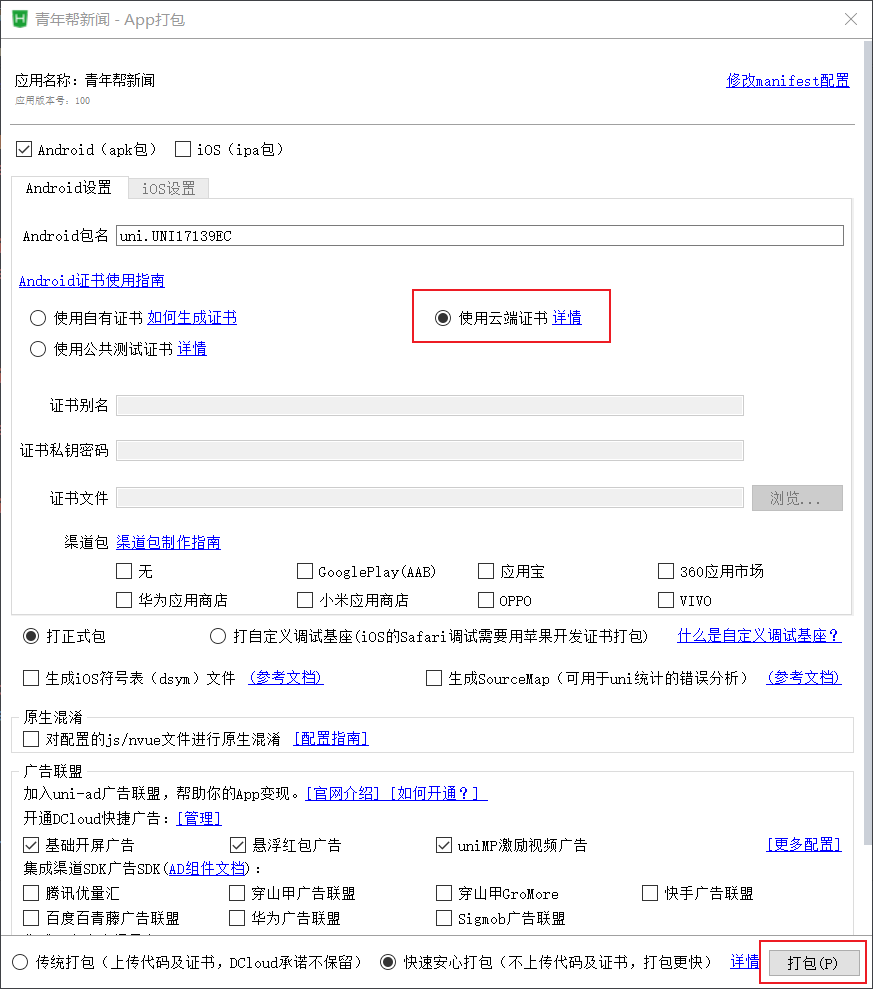 青年帮新闻 - App打包
应用名称：青年帮新闻 修改manifest配置
应用版本号：100
Android（apk包） iOS（ipa包）
Android设置 iOS设置
Android包名 uni.UNI17139EC
Android证书使用指南
使用自有证书 如何生成证书 使用云端证书 详情
使用公共测试证书 详情
证书别名
证书私钥密码
证书文件 浏览...
渠道包 渠道包制作指南
无 GooglePlay(AAB) 应用宝 360应用市场
华为应用商店 小米应用商店 OPPO VIVO
打正式包 打自定义调试基座(iOS的Safari调试需要用苹果开发证书打包) 什么是自定义调试基座？
生成iOS符号表（dsym）文件 (参考文档) 生成SourceMap（可用于uni统计的错误分析） (参考文档)
原生混淆
对配置的js/nvue文件进行原生混淆 [配置指南]
广告联盟
加入uni-ad广告联盟，帮助你的App变现。[官网介绍] [如何开通？]
开通DCloud快捷广告：[管理]
基础开屏广告 悬浮红包广告 uniMP激励视频广告 [更多配置]
集成渠道SDK广告SDK(AD组件文档)：
腾讯优量汇 穿山甲广告联盟 穿山甲GroMore 快手广告联盟
百度百青藤广告联盟 华为广告联盟 Sigmob广告联盟
传统打包（上传代码及证书，DCloud承诺不保留） 快速安心打包（不上传代码及证书，打包更快） 详情 打包(P)